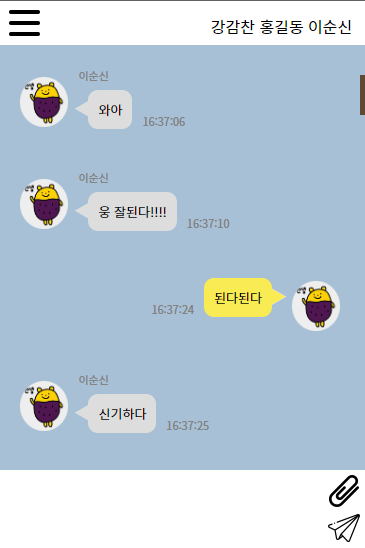 강감찬 홍길동 이순신
이순신
와아
16:37:06
이순신
웅 잘된다!!!!
16:37:10
된다된다
16:37:24
이순신
신기하다
16:37:25